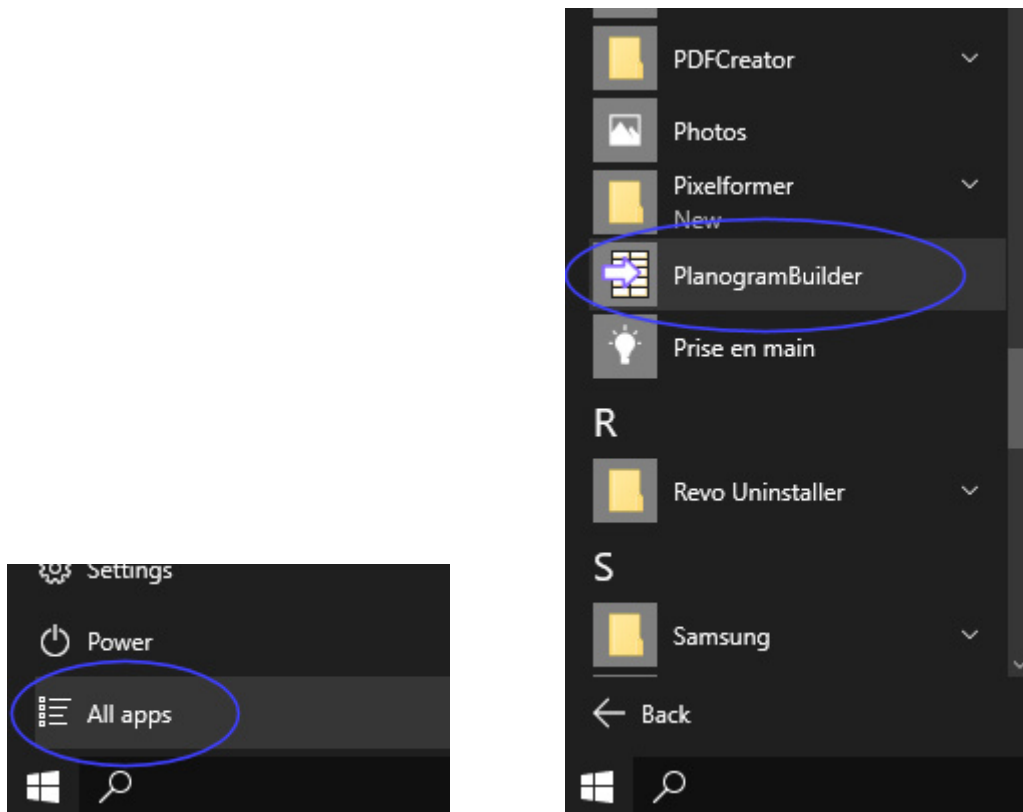 Settings
Power
All apps
PDFCreator
Photos
Pixelformer
New
PlanogramBuilder
Prise en main
R
Revo Uninstaller
S
Samsung
Back